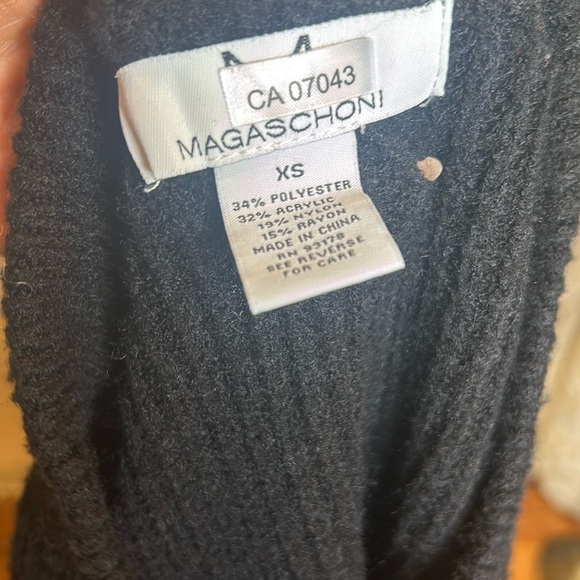 M
CA 07043
MAGASCHONI
XS
34% POLYESTER
32% ACRYLIC
19% NYLON
15% RAYON
MADE IN CHINA
RN 93178
SEE REVERSE
FOR CARE